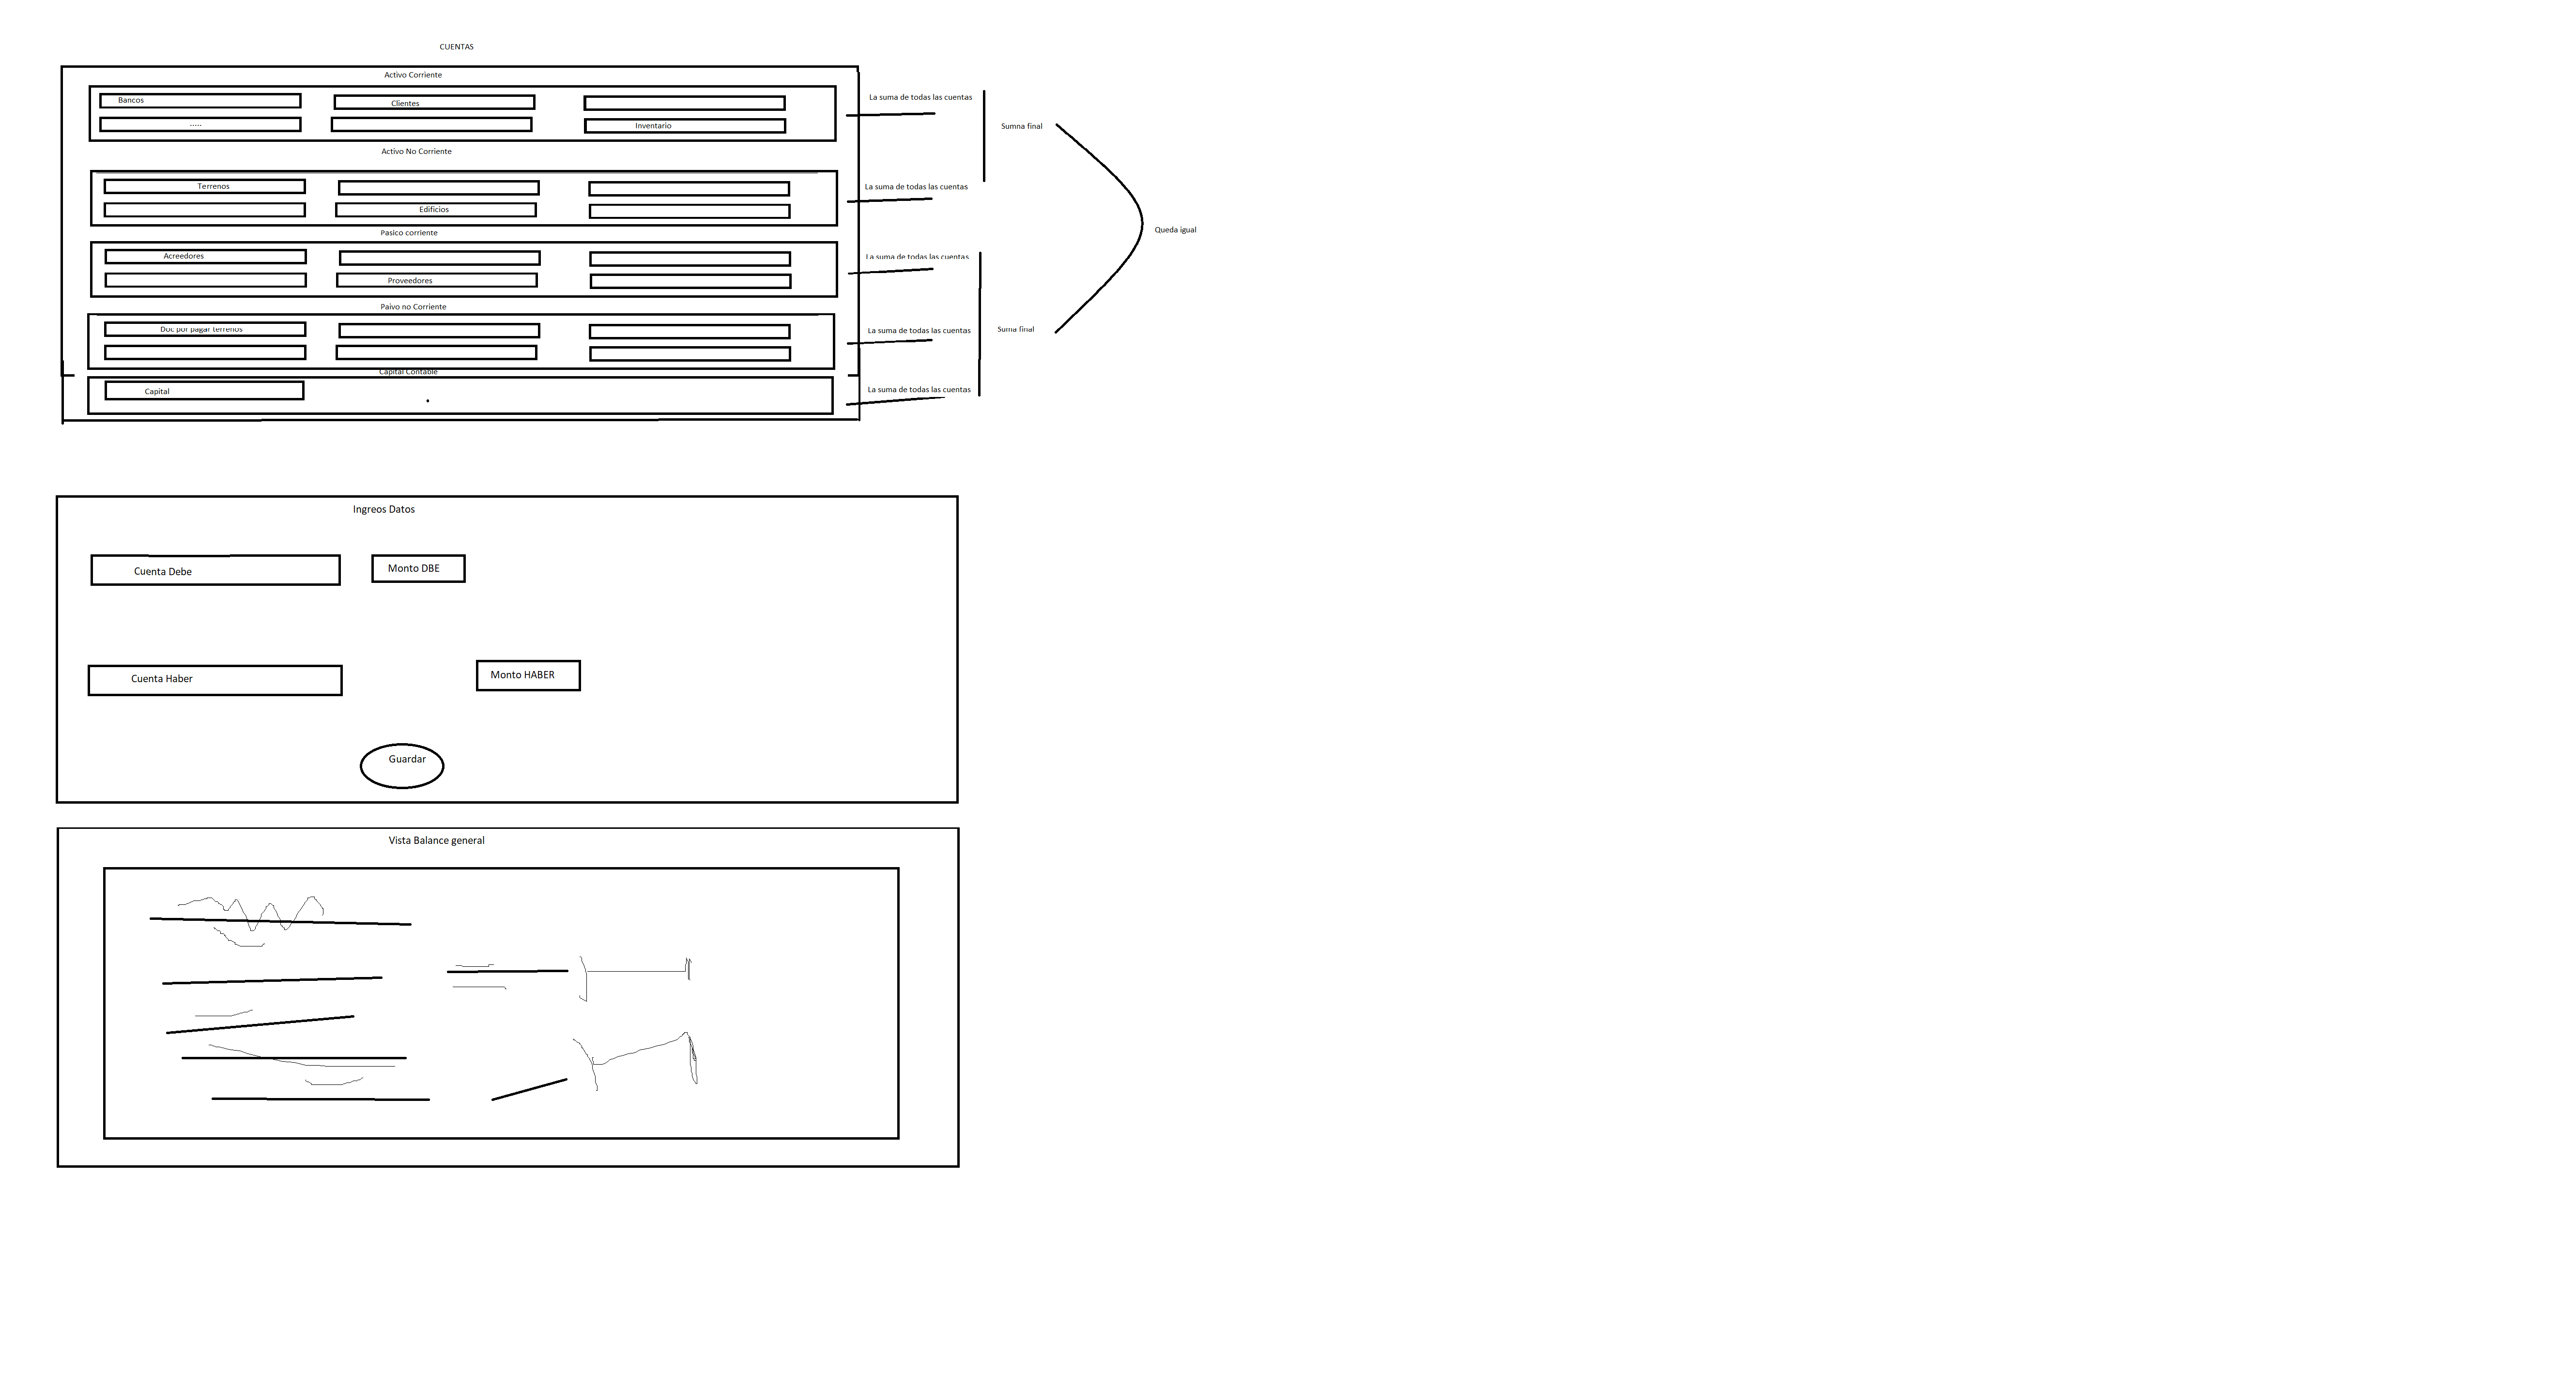 CUENTAS
Activo Corriente
Bancos
Clientes
La suma de todas las cuentas
.....
Inventario
Sumna final
Activo No Corriente
Terrenos
La suma de todas las cuentas
Edificios
Queda igual
Pasico corriente
Acreedores
La suma de todas las cuentas
Proveedores
Paivo no Corriente
Doc por pagar terrenos
La suma de todas las cuentas
Suma final
Capital Contable
Capital
La suma de todas las cuentas
Ingreos Datos
Cuenta Debe
Monto DBE
Cuenta Haber
Monto HABER
Guardar
Vista Balance general